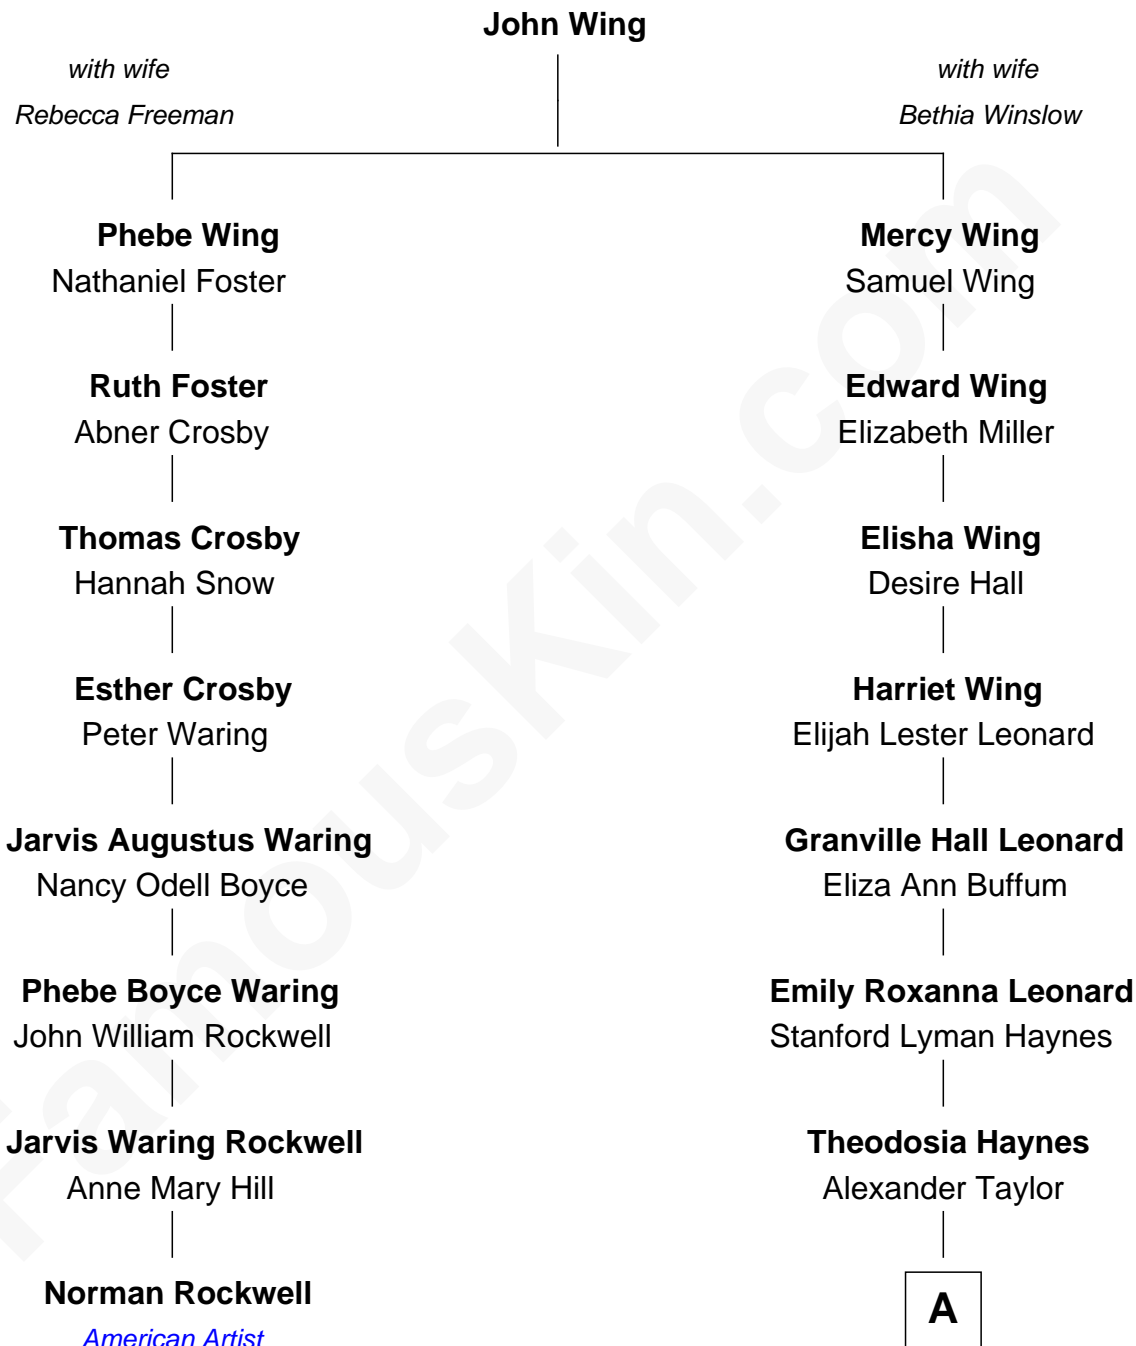 John Wing
with wife
Rebecca Freeman
with wife
Bethia Winslow
Phebe Wing
Nathaniel Foster
Mercy Wing
Samuel Wing
Ruth Foster
Abner Crosby
Edward Wing
Elizabeth Miller
Thomas Crosby
Hannah Snow
Elisha Wing
Desire Hall
Esther Crosby
Peter Waring
Harriet Wing
Elijah Lester Leonard
Jarvis Augustus Waring
Nancy Odell Boyce
Granville Hall Leonard
Eliza Ann Buffum
Phebe Boyce Waring
John William Rockwell
Emily Roxanna Leonard
Stanford Lyman Haynes
Jarvis Waring Rockwell
Anne Mary Hill
Theodosia Haynes
Alexander Taylor
Norman Rockwell
American Artist
A
FamousKin.com